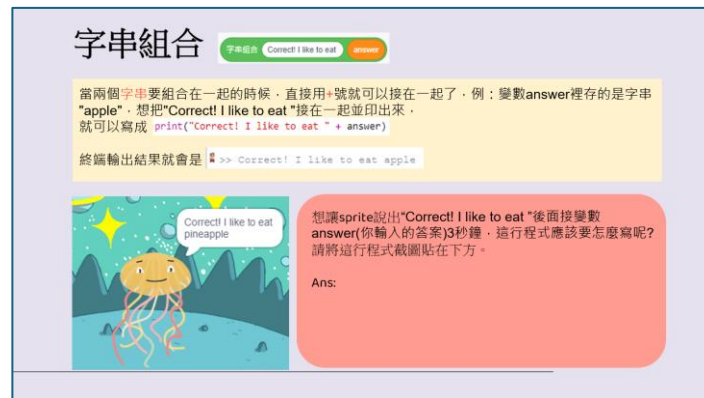 字串組合
字串組合 Correct! I like to eat answer
當兩個字串要組合在一起的時候，直接用+號就可以接在一起了，例：變數answer裡存的是字串
"apple"，想把"Correct! I like to eat "接在一起並印出來，
就可以寫成 print("Correct! I like to eat " + answer)
終端輸出結果就會是 >> Correct! I like to eat apple
Correct! I like to eat
pineapple
想讓sprite說出"Correct! I like to eat "後面接變數
answer(你輸入的答案)3秒鐘，這行程式應該要怎麼寫呢?
請將這行程式截圖貼在下方。
Ans: